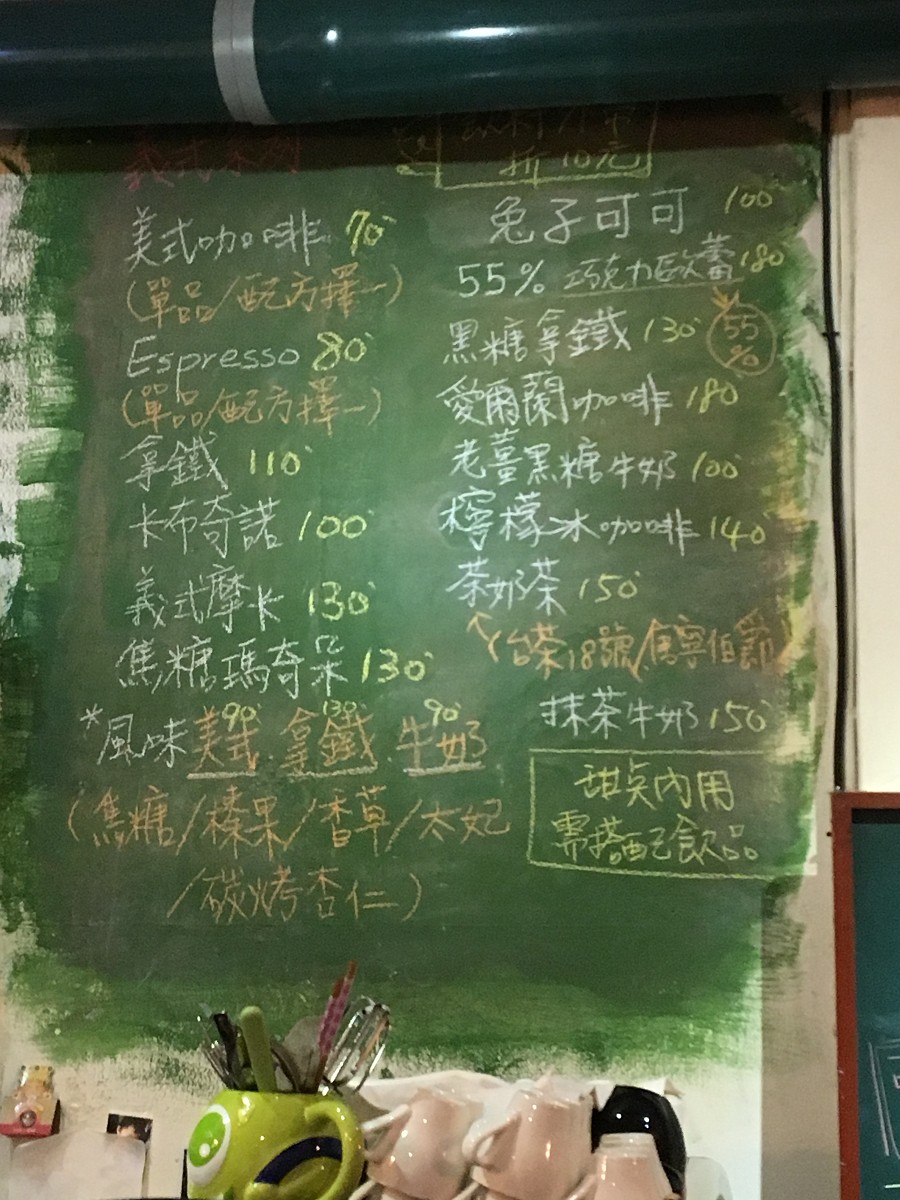 義式系列
美式咖啡 70
(單品/配方擇一)
Espresso 80
(單品/配方擇一)
拿鐵 110
卡布奇諾 100
義式摩卡 130
焦糖瑪奇朵 130
90 130 90
*風味美式 拿鐵 牛奶
(焦糖/榛果/香草/太妃
/碳烤杏仁)
折10元
兔子可可 100
55% 巧克力歐蕾 180
黑糖拿鐵 130
55%
愛爾蘭咖啡 180
老薑黑糖牛奶 100
檸檬冰咖啡 140
茶奶茶 150
(台茶18號/佛寧伯爵)
抹茶牛奶 150
甜點內用
需搭配飲品